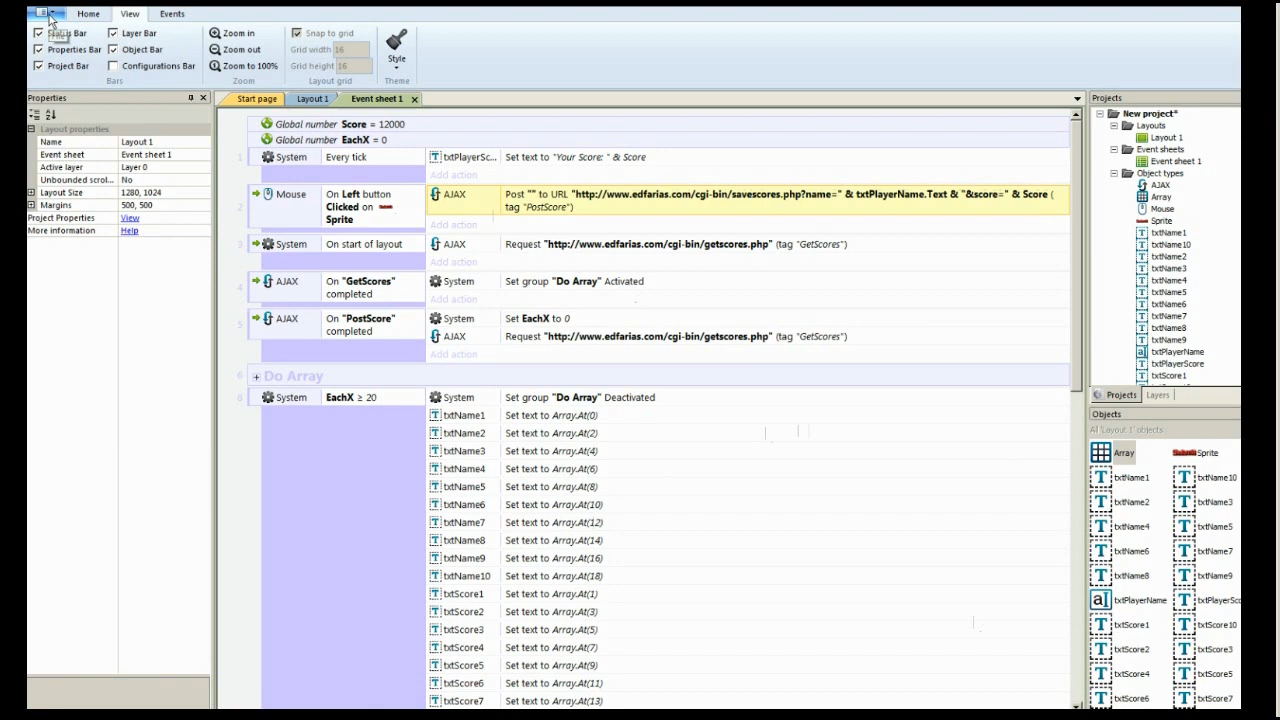 Home View Events
Status Bar Layer Bar Zoom in Snap to grid
Properties Bar Object Bar Zoom out Grid width 16
Project Bar Configurations Bar Zoom to 100% Grid height 16 Style
Bars Zoom Layout grid Theme
Properties
Layout properties
Name Layout 1
Event sheet Event sheet 1
Active layer Layer 0
Unbounded scrol... No
Layout Size 1280, 1024
Margins 500, 500
Project Properties View
More information Help
Start page Layout 1 Event sheet 1
Global number Score = 12000
Global number EachX = 0
1 System Every tick txtPlayerSc... Set text to "Your Score: " & Score
Add action
2 Mouse On Left button Clicked on Sprite
AJAX Post "" to URL "http://www.edfarias.com/cgi-bin/savescores.php?name=" & txtPlayerName.Text & "&score=" & Score (
tag "PostScore")
Add action
3 System On start of layout AJAX Request "http://www.edfarias.com/cgi-bin/getscores.php" (tag "GetScores")
Add action
4 AJAX On "GetScores" completed System Set group "Do Array" Activated
Add action
5 AJAX On "PostScore" completed System Set EachX to 0
AJAX Request "http://www.edfarias.com/cgi-bin/getscores.php" (tag "GetScores")
Add action
6 Do Array
8 System EachX ≥ 20 System Set group "Do Array" Deactivated
txtName1 Set text to Array.At(0)
txtName2 Set text to Array.At(2)
txtName3 Set text to Array.At(4)
txtName4 Set text to Array.At(6)
txtName5 Set text to Array.At(8)
txtName6 Set text to Array.At(10)
txtName7 Set text to Array.At(12)
txtName8 Set text to Array.At(14)
txtName9 Set text to Array.At(16)
txtName10 Set text to Array.At(18)
txtScore1 Set text to Array.At(1)
txtScore2 Set text to Array.At(3)
txtScore3 Set text to Array.At(5)
txtScore4 Set text to Array.At(7)
txtScore5 Set text to Array.At(9)
txtScore6 Set text to Array.At(11)
txtScore7 Set text to Array.At(13)
Projects
New project*
Layouts
Layout 1
Event sheets
Event sheet 1
Object types
AJAX
Array
Mouse
Sprite
txtName1
txtName10
txtName2
txtName3
txtName4
txtName5
txtName6
txtName7
txtName8
txtName9
txtPlayerName
txtPlayerScore
txtScore1
Projects Layers
Objects
All 'Layout 1' objects
Array Sprite
txtName1 txtName10
txtName2 txtName3
txtName4 txtName5
txtName6 txtName7
txtName8 txtName9
txtPlayerName txtPlayerSc
txtScore1 txtScore10
txtScore2 txtScore3
txtScore4 txtScore5
txtScore6 txtScore7